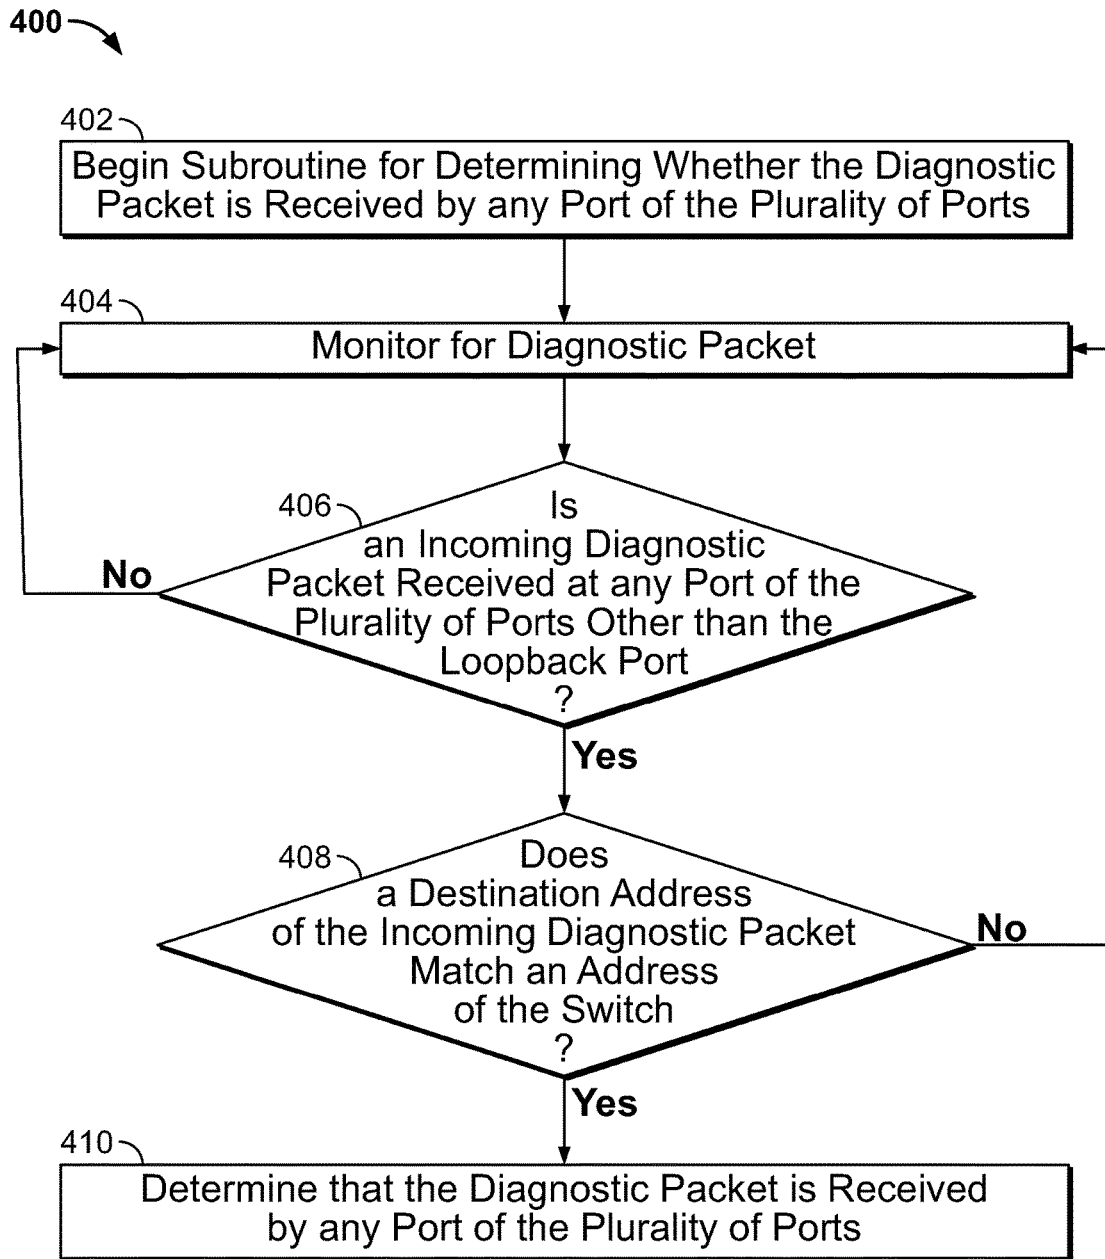 400
402
Begin Subroutine for Determining Whether the Diagnostic
Packet is Received by any Port of the Plurality of Ports
404
Monitor for Diagnostic Packet
406
Is
an Incoming Diagnostic
Packet Received at any Port of the
Plurality of Ports Other than the
Loopback Port
?
No
Yes
408
Does
a Destination Address
of the Incoming Diagnostic Packet
Match an Address
of the Switch
?
No
Yes
410
Determine that the Diagnostic Packet is Received
by any Port of the Plurality of Ports